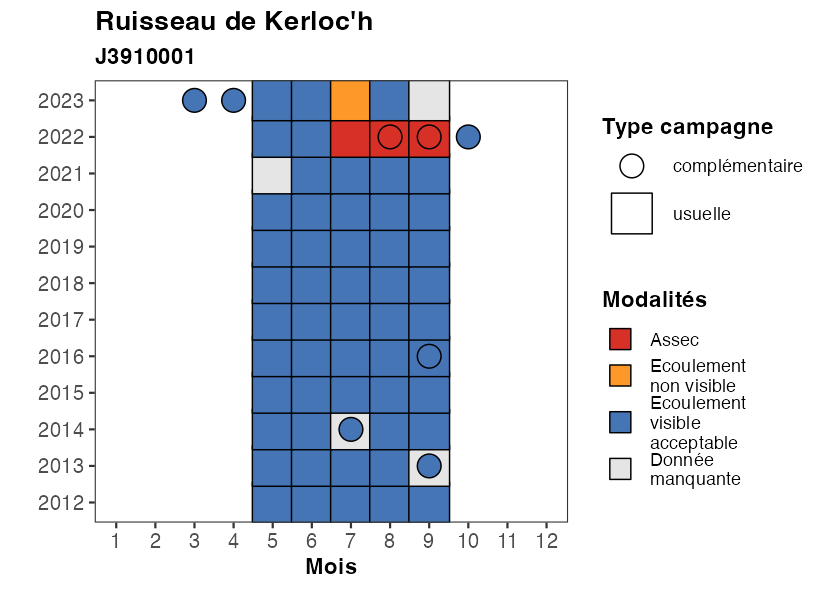 Ruisseau de Kerloc'h
J3910001
2023
2022
2021
2020
2019
2018
2017
2016
2015
2014
2013
2012
1 2 3 4 5 6 7 8 9 10 11 12
Mois
Type campagne
complémentaire
usuelle
Modalités
Assec
Ecoulement
non visible
Ecoulement
visible
acceptable
Donnée
manquante